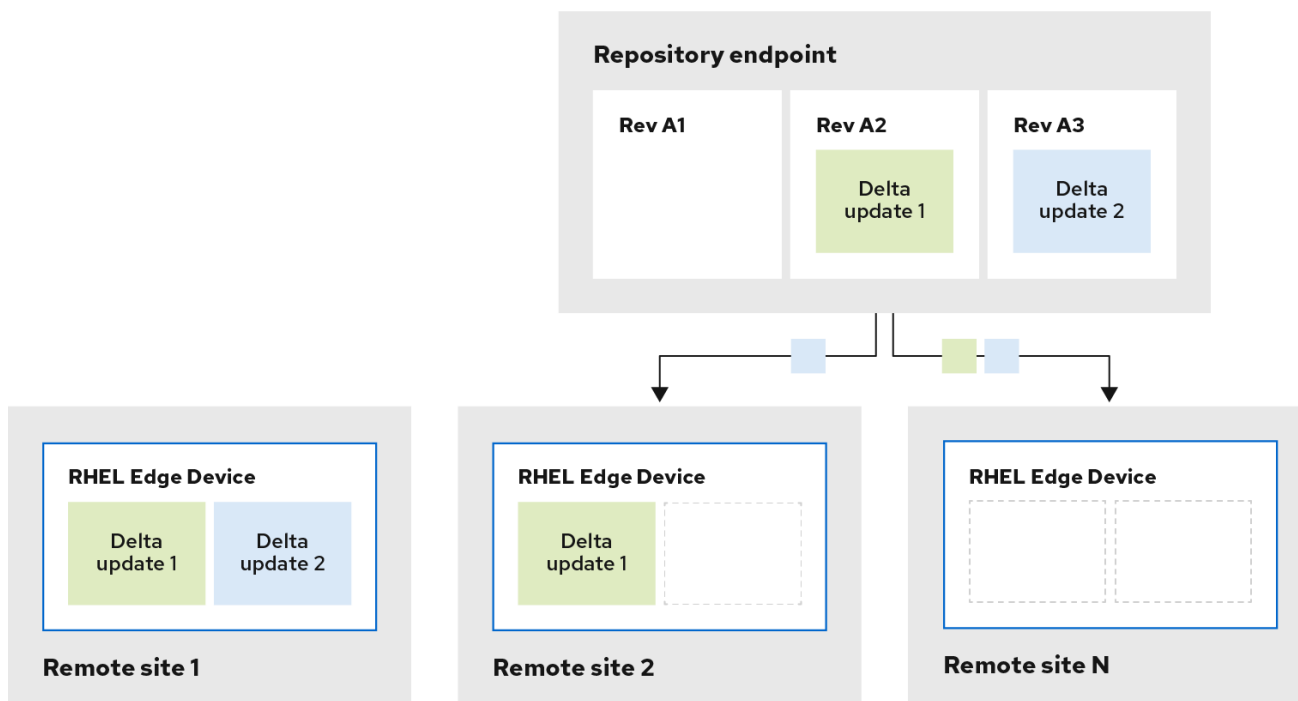 Repository endpoint
Rev A1
Rev A2
Rev A3
Delta
update 1
Delta
update 2
RHEL Edge Device
Delta
update 1
Delta
update 2
Remote site 1
RHEL Edge Device
Delta
update 1
Remote site 2
RHEL Edge Device
Remote site N